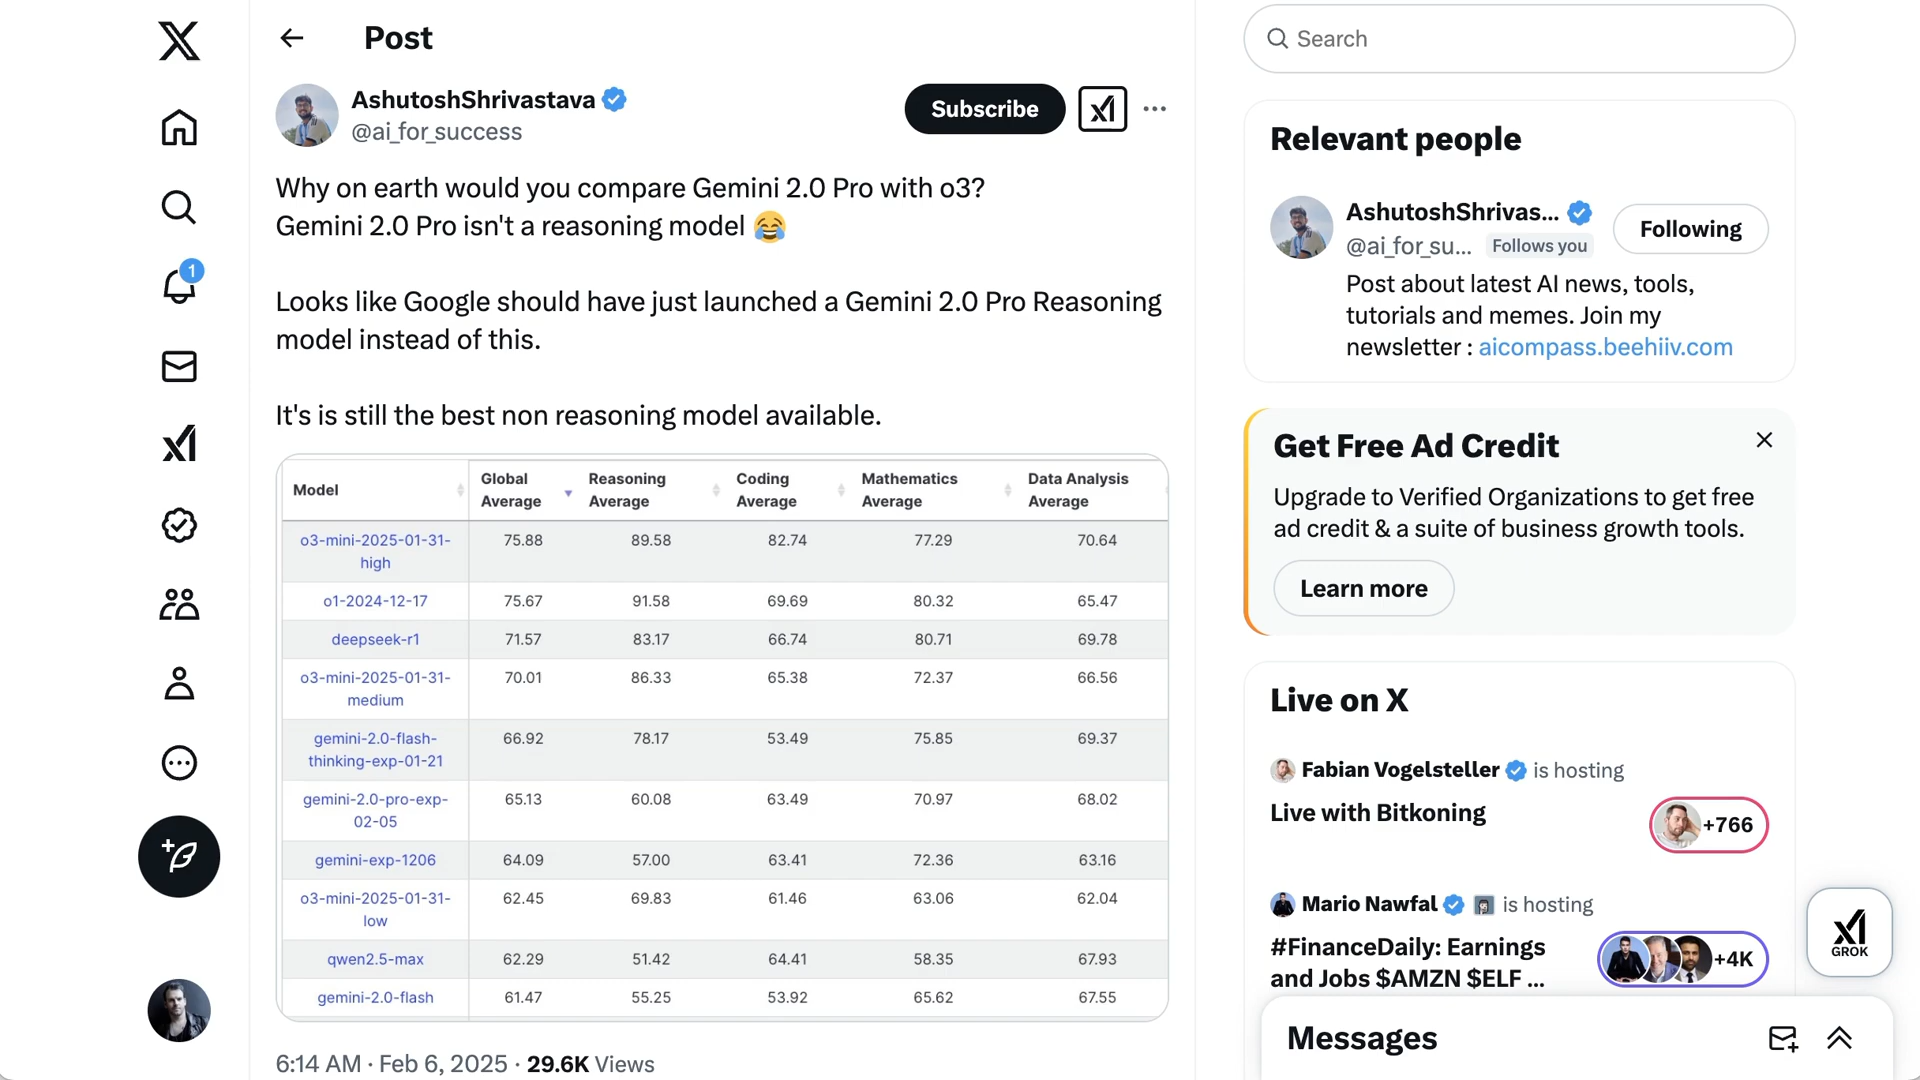 Post
AshutoshShrivastava
@ai_for_success
Subscribe
Why on earth would you compare Gemini 2.0 Pro with o3?
Gemini 2.0 Pro isn't a reasoning model 😂
Looks like Google should have just launched a Gemini 2.0 Pro Reasoning
model instead of this.
It's is still the best non reasoning model available.
Model Global Average Reasoning Average Coding Average Mathematics Average Data Analysis Average
o3-mini-2025-01-31-high 75.88 89.58 82.74 77.29 70.64
o1-2024-12-17 75.67 91.58 69.69 80.32 65.47
deepseek-r1 71.57 83.17 66.74 80.71 69.78
o3-mini-2025-01-31-medium 70.01 86.33 65.38 72.37 66.56
gemini-2.0-flash-thinking-exp-01-21 66.92 78.17 53.49 75.85 69.37
gemini-2.0-pro-exp-02-05 65.13 60.08 63.49 70.97 68.02
gemini-exp-1206 64.09 57.00 63.41 72.36 63.16
o3-mini-2025-01-31-low 62.45 69.83 61.46 63.06 62.04
qwen2.5-max 62.29 51.42 64.41 58.35 67.93
gemini-2.0-flash 61.47 55.25 53.92 65.62 67.55
6:14 AM · Feb 6, 2025 · 29.6K Views
1
Search
Relevant people
AshutoshShrivas...
@ai_for_su... Follows you
Following
Post about latest AI news, tools,
tutorials and memes. Join my
newsletter : aicompass.beehiiv.com
Get Free Ad Credit
Upgrade to Verified Organizations to get free
ad credit & a suite of business growth tools.
Learn more
Live on X
Fabian Vogelsteller is hosting
Live with Bitkoning
+766
Mario Nawfal is hosting
#FinanceDaily: Earnings
and Jobs $AMZN $ELF ...
+4K
GROK
Messages